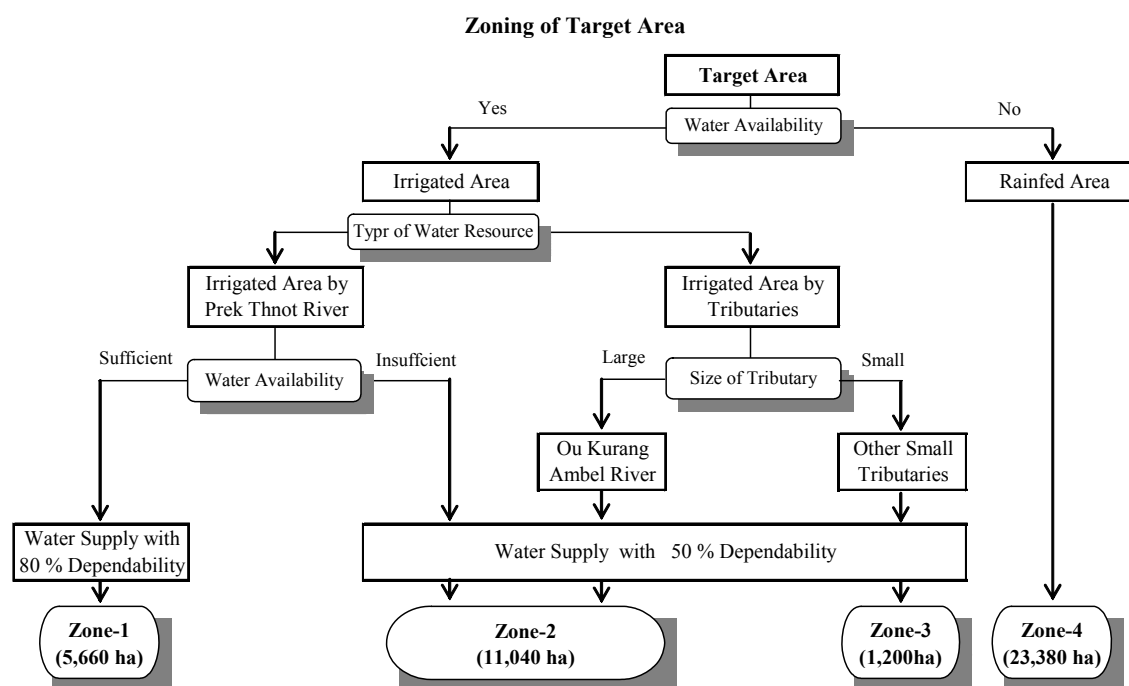 Zoning of Target Area
Target Area
Yes
No
Water Availability
Irrigated Area
Rainfed Area
Typr of Water Resource
Irrigated Area by
Prek Thnot River
Irrigated Area by
Tributaries
Sufficient
Insuffcient
Large
Small
Water Availability
Size of Tributary
Ou Kurang
Ambel River
Other Small
Tributaries
Water Supply with
80 % Dependability
Water Supply with 50 % Dependability
Zone-1
(5,660 ha)
Zone-2
(11,040 ha)
Zone-3
(1,200ha)
Zone-4
(23,380 ha)